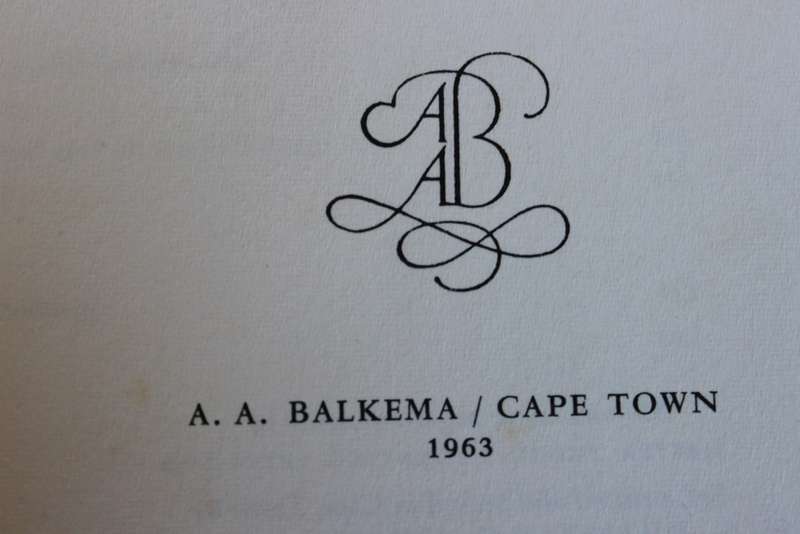 AAB
A. A. BALKEMA / CAPE TOWN
1963